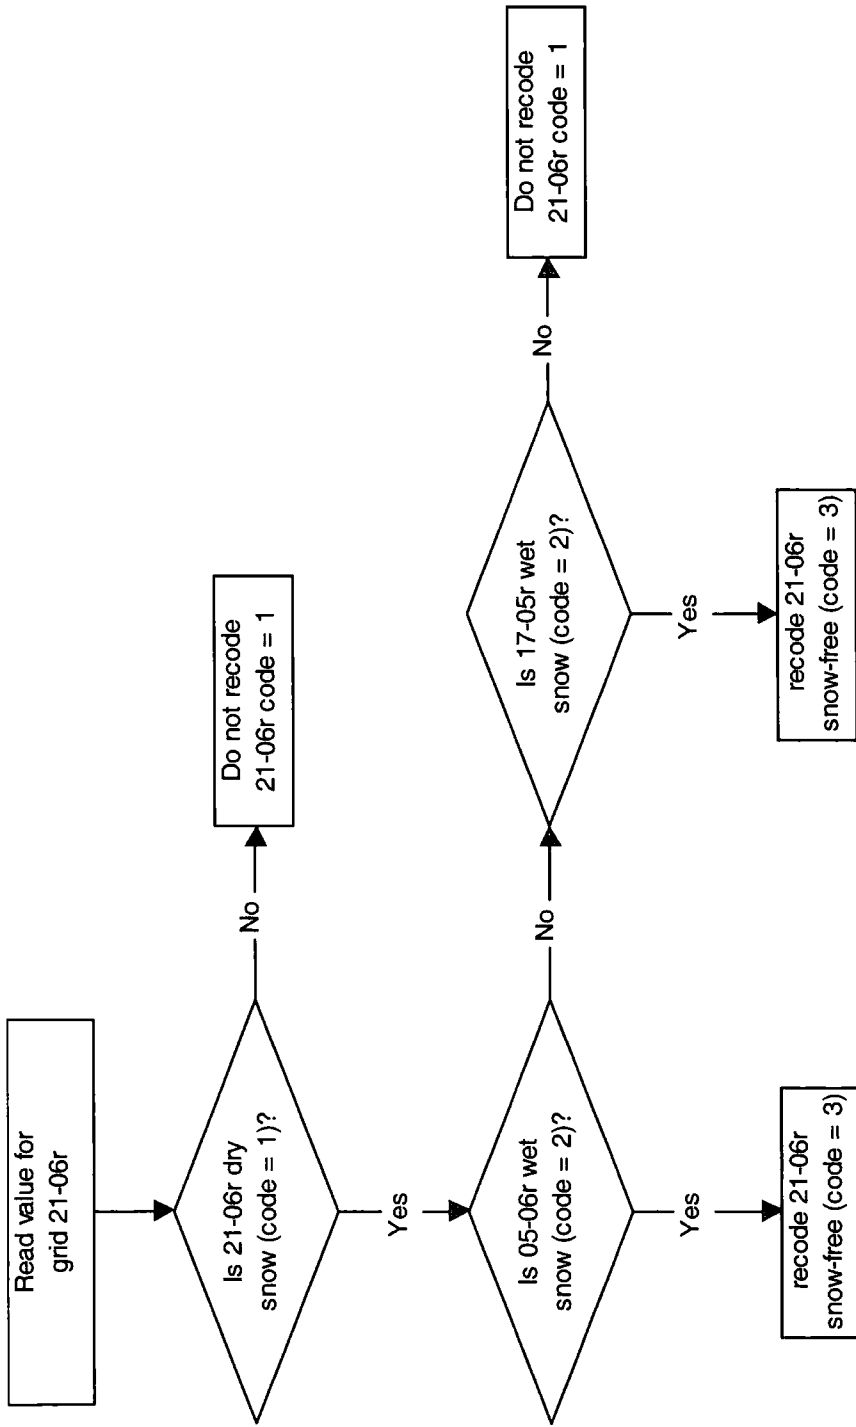 Read value for
grid 21-06r
Is 21-06r dry
snow (code = 1)?
No
Do not recode
21-06r code = 1
Yes
Is 05-06r wet
snow (code = 2)?
No
Is 17-05r wet
snow (code = 2)?
No
Do not recode
21-06r code = 1
Yes
recode 21-06r
snow-free (code = 3)
Yes
recode 21-06r
snow-free (code = 3)